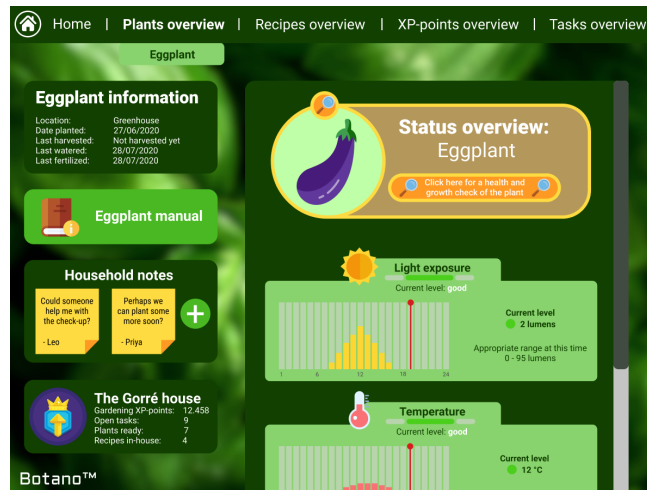 Home | Plants overview | Recipes overview | XP-points overview | Tasks overview
Eggplant
Eggplant information
Location: Greenhouse
Date planted: 27/06/2020
Last harvested: Not harvested yet
Last watered: 28/07/2020
Last fertilized: 28/07/2020
Eggplant manual
Household notes
Could someone
help me with
the check-up?
- Leo
Perhaps we
can plant some
more soon?
- Priya
The Gorré house
Gardening XP-points: 12.458
Open tasks: 9
Plants ready: 7
Recipes in-house: 4
Botano™
Status overview:
Eggplant
Click here for a health and
growth check of the plant
Light exposure
Current level: good
1 6 12 18 24
Current level
2 lumens
Appropriate range at this time
0 - 95 lumens
Temperature
Current level: good
Current level
12 °C